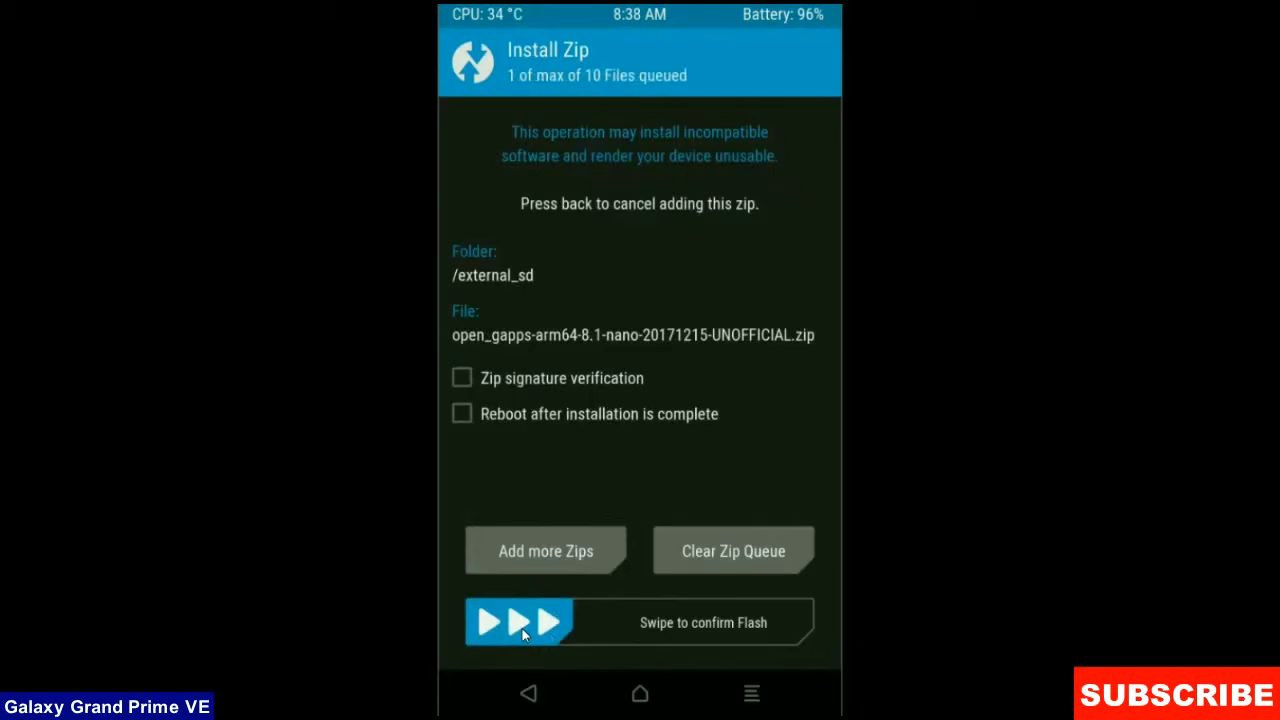 CPU: 34 °C 8:38 AM Battery: 96%
Install Zip
1 of max of 10 Files queued
This operation may install incompatible
software and render your device unusable.
Press back to cancel adding this zip.
Folder:
/external_sd
File:
open_gapps-arm64-8.1-nano-20171215-UNOFFICIAL.zip
Zip signature verification
Reboot after installation is complete
Add more Zips Clear Zip Queue
Swipe to confirm Flash
Galaxy Grand Prime VE
SUBSCRIBE